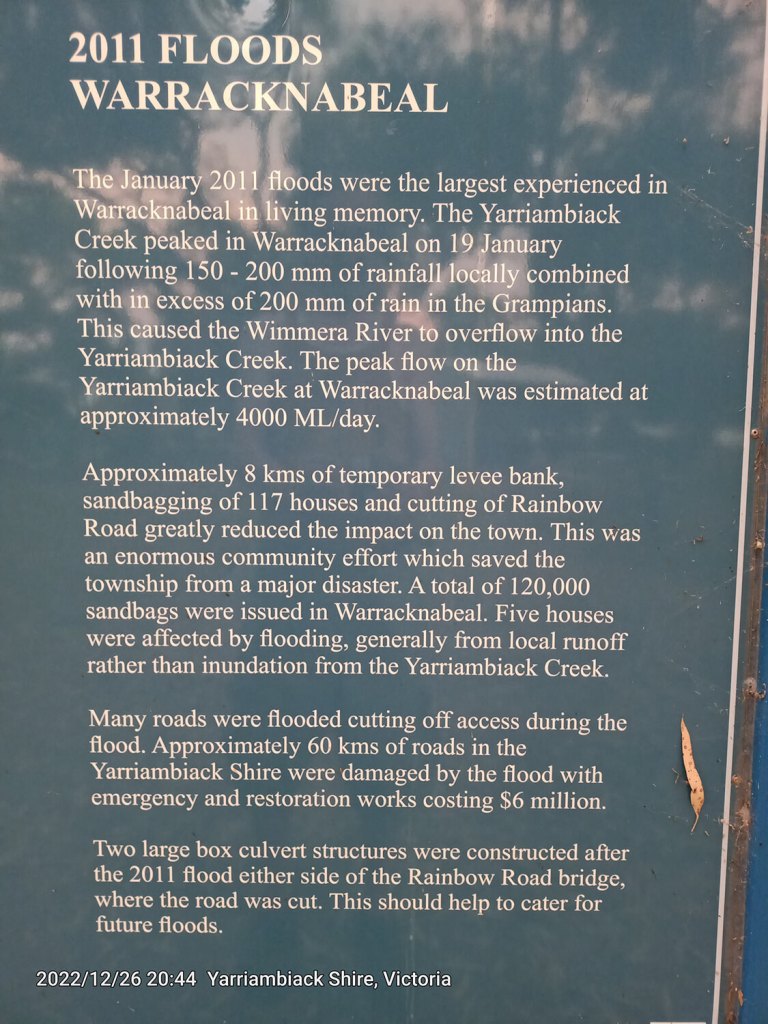 2011 FLOODS
WARRACKNABEAL
The January 2011 floods were the largest experienced in
Warracknabeal in living memory. The Yarriambiack
Creek peaked in Warracknabeal on 19 January
following 150 - 200 mm of rainfall locally combined
with in excess of 200 mm of rain in the Grampians.
This caused the Wimmera River to overflow into the
Yarriambiack Creek. The peak flow on the
Yarriambiack Creek at Warracknabeal was estimated at
approximately 4000 ML/day.
Approximately 8 kms of temporary levee bank,
sandbagging of 117 houses and cutting of Rainbow
Road greatly reduced the impact on the town. This was
an enormous community effort which saved the
township from a major disaster. A total of 120,000
sandbags were issued in Warracknabeal. Five houses
were affected by flooding, generally from local runoff
rather than inundation from the Yarriambiack Creek.
Many roads were flooded cutting off access during the
flood. Approximately 60 kms of roads in the
Yarriambiack Shire were damaged by the flood with
emergency and restoration works costing $6 million.
Two large box culvert structures were constructed after
the 2011 flood either side of the Rainbow Road bridge,
where the road was cut. This should help to cater for
future floods.
2022/12/26 20:44 Yarriambiack Shire, Victoria